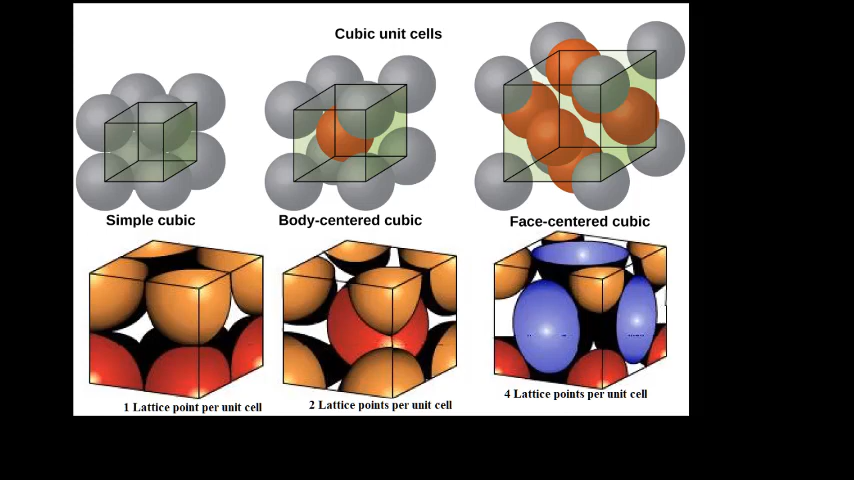 Cubic unit cells
Simple cubic
Body-centered cubic
Face-centered cubic
1 Lattice point per unit cell
2 Lattice points per unit cell
4 Lattice points per unit cell